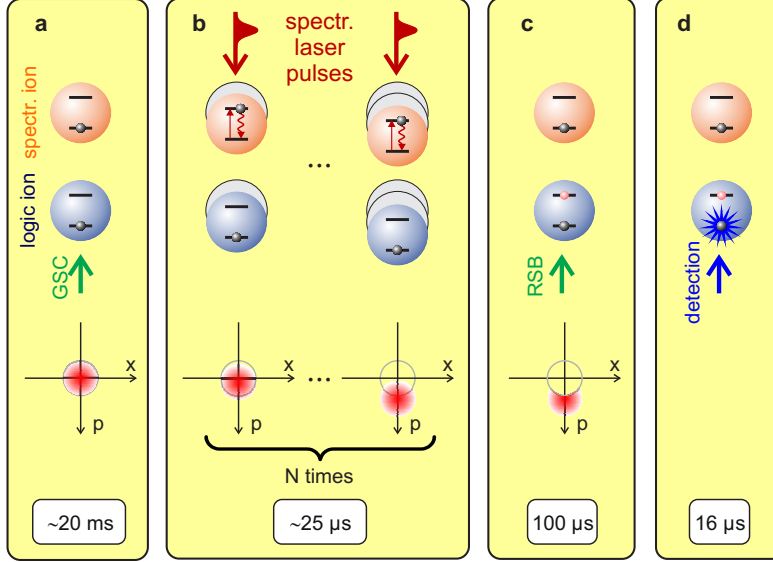 a
spectr. ion
logic ion
GSC
x
p
~20 ms
b
spectr.
laser
pulses
...
x
p
...
x
p
N times
~25 µs
c
RSB
x
p
100 µs
d
detection
16 µs